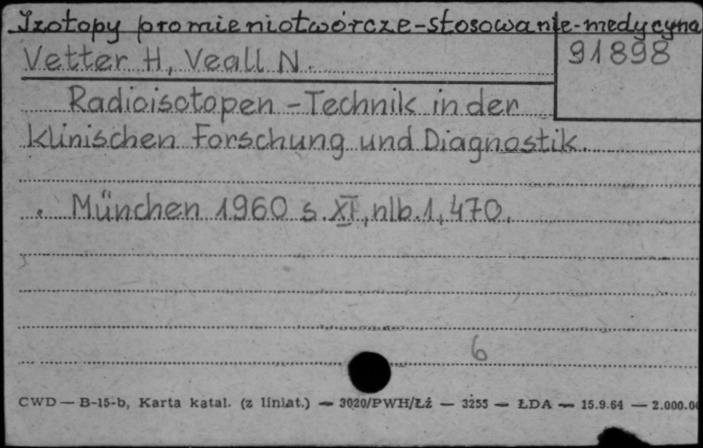 Izotopy promieniotwórcze-stosowanie-medycyna
Vetter H, Veall N.
91898
Radioisotopen - Technik in der
klinischen Forschung und Diagnostik.
München 1960 s. XI, nlb. 1, 470.
6
CWD — B-15-b, Karta katal. (z liniat.) — 3020/PWH/Łź — 3255 — ŁDA — 15.9.64 — 2.000.0